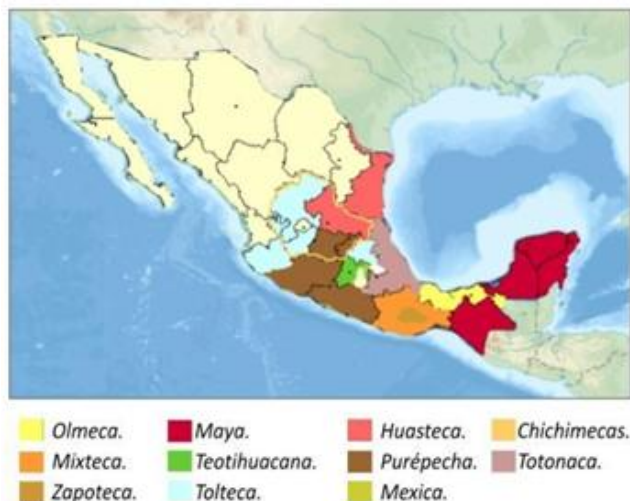 Olmeca. Maya. Huasteca. Chichimecas.
Mixteca. Teotihuacana. Purépecha. Totonaca.
Zapoteca. Tolteca. Mexica.